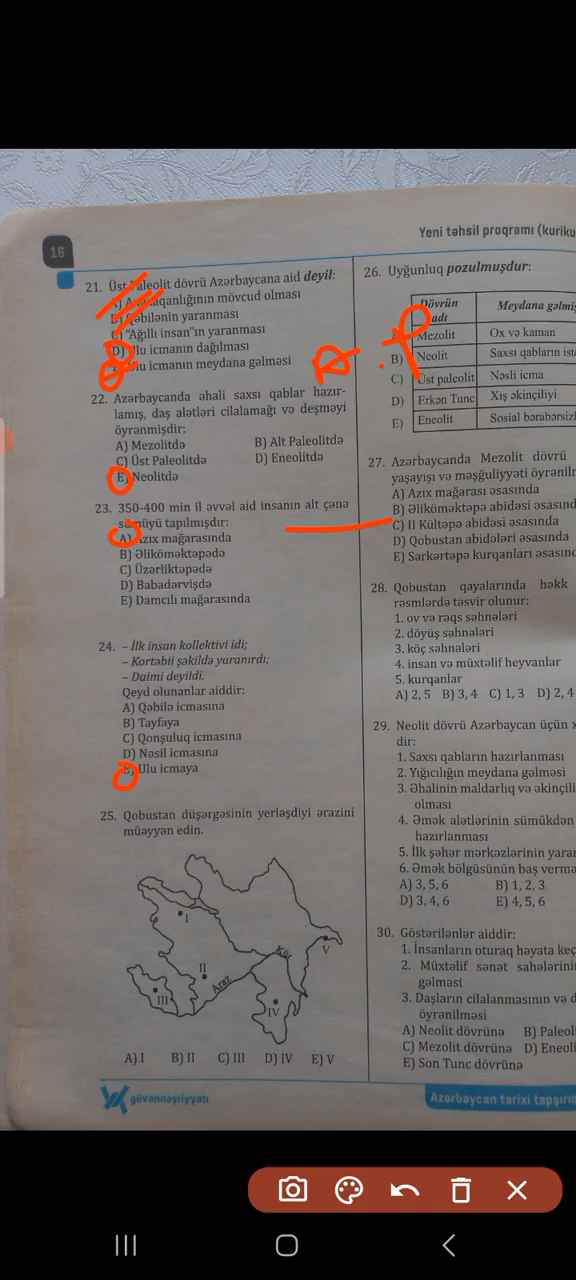 16
Yeni təhsil proqramı (kuriku
21. Üst Paleolit dövrü Azərbaycana aid deyil:
mövcud olması
B) Qəbilənin yaranması
C) "Ağıllı insan"ın yaranması
D) Ulu icmanın dağılması
Ulu icmanın meydana gəlməsi
22. Azərbaycanda əhali saxsı qablar hazır-
lamış, daş alətləri cilalamağı və deşməyi
öyrənmişdir:
A) Mezolitdə B) Alt Paleolitdə
C) Üst Paleolitdə D) Eneolitdə
E) Neolitdə
23. 350-400 min il əvvəl aid insanın alt çənə
sümüyü tapılmışdır:
A) Azıx mağarasında
B) Əliköməktəpədə
C) Üzərliktəpədə
D) Babadərvişdə
E) Damcılı mağarasında
24. – İlk insan kollektivi idi;
– Kortəbii şəkildə yaranırdı;
– Daimi deyildi.
Qeyd olunanlar aiddir:
A) Qəbilə icmasına
B) Tayfaya
C) Qonşuluq icmasına
D) Nəsil icmasına
E) Ulu icmaya
25. Qobustan düşərgəsinin yerləşdiyi ərazini
müəyyən edin.
I
II
III
IV
V
Kür
Araz
A) I B) II C) III D) IV E) V
güvənnəşriyyatı
26. Uyğunluq pozulmuşdur:
Dövrün adı Meydana gəlmiş
Mezolit Ox və kaman
B) Neolit Saxsı qabların isté
C) Üst paleolit Nəsli icma
D) Erkən Tunc Xış əkinçiliyi
E) Eneolit Sosial bərabərsizl
27. Azərbaycanda Mezolit dövrü
yaşayışı və məşğuliyyəti öyrənilm
A) Azıx mağarası əsasında
B) Əliköməktəpə abidəsi əsasınd
C) II Kültəpə abidəsi əsasında
D) Qobustan abidələri əsasında
E) Sərkərtəpə kurqanları əsasınd
28. Qobustan qayalarında həkk
rəsmlərdə təsvir olunur:
1. ov və rəqs səhnələri
2. döyüş səhnələri
3. köç səhnələri
4. insan və müxtəlif heyvanlar
5. kurqanlar
A) 2, 5 B) 3, 4 C) 1, 3 D) 2, 4
29. Neolit dövrü Azərbaycan üçün x
dir:
1. Saxsı qabların hazırlanması
2. Yığıcılığın meydana gəlməsi
3. Əhalinin maldarlıq və əkinçili
olması
4. Əmək alətlərinin sümükdən
hazırlanması
5. İlk şəhər mərkəzlərinin yarar
6. Əmək bölgüsünün baş vermə
A) 3, 5, 6 B) 1, 2, 3
D) 3, 4, 6 E) 4, 5, 6
30. Göstərilənlər aiddir:
1. İnsanların oturaq həyata keç
2. Müxtəlif sənət sahələrinin
gəlməsi
3. Daşların cilalanmasının və d
öyrənilməsi
A) Neolit dövrünə B) Paleol
C) Mezolit dövrünə D) Eneoli
E) Son Tunc dövrünə
Azərbaycan tarixi tapşırıq